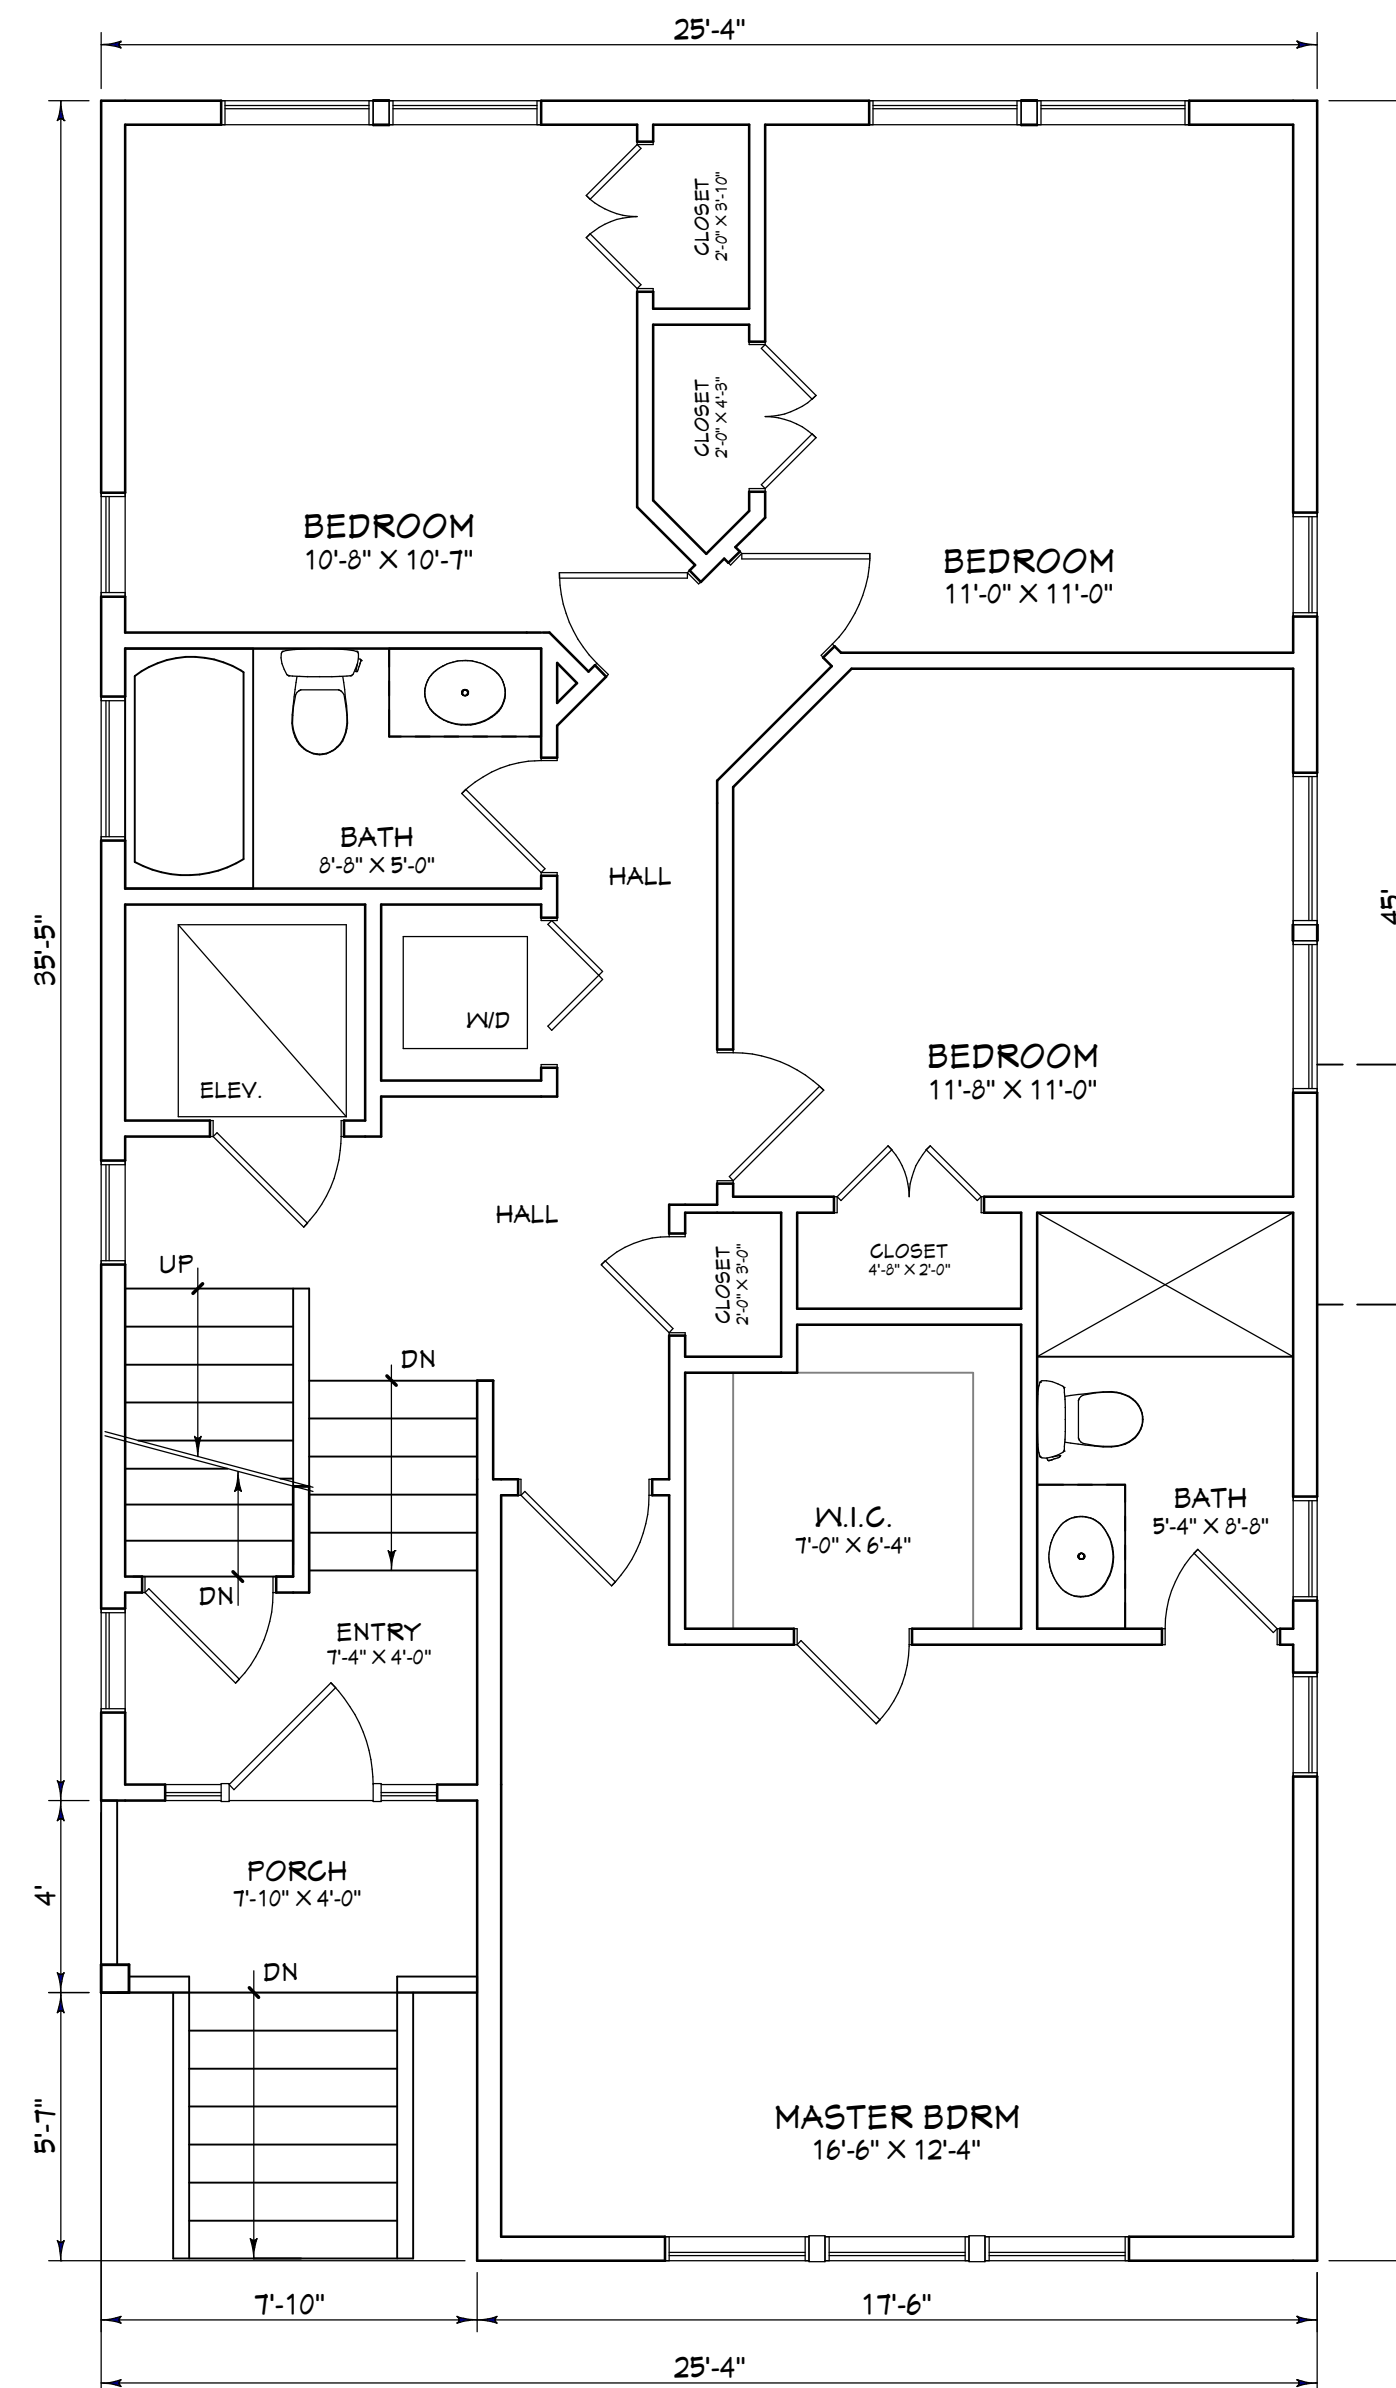 25'-4"
CLOSET
2'-0" X 3'-10"
CLOSET
2'-0" X 4'-3"
BEDROOM
10'-8" X 10'-7"
BEDROOM
11'-0" X 11'-0"
BATH
8'-8" X 5'-0"
HALL
35'-5"
45'
W/D
ELEV.
BEDROOM
11'-8" X 11'-0"
HALL
UP
CLOSET
2'-0" X 3'-0"
CLOSET
4'-8" X 2'-0"
DN
W.I.C.
7'-0" X 6'-4"
BATH
5'-4" X 8'-8"
DN
ENTRY
7'-4" X 4'-0"
PORCH
7'-10" X 4'-0"
4'
DN
5'-7"
MASTER BDRM
16'-6" X 12'-4"
7'-10"
17'-6"
25'-4"